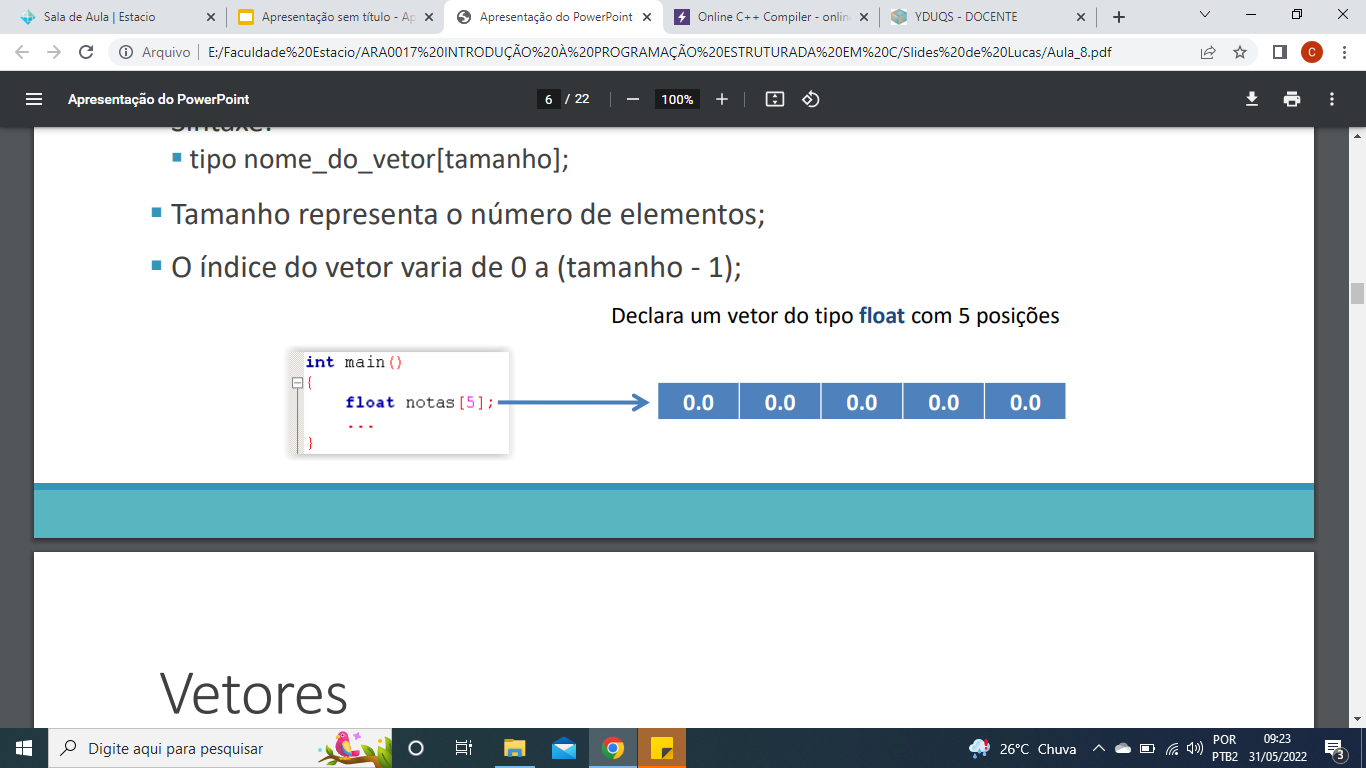 Sala de Aula | Estacio
Apresentação sem título - Ap
Apresentação do PowerPoint
Online C++ Compiler - online
YDUQS - DOCENTE
Arquivo
E:/Faculdade%20Estacio/ARA0017%20INTRODUÇÃO%20À%20PROGRAMAÇÃO%20ESTRUTURADA%20EM%20C/Slides%20de%20Lucas/Aula_8.pdf
C
Apresentação do PowerPoint
6 / 22
100%
Sintaxe:
tipo nome_do_vetor[tamanho];
Tamanho representa o número de elementos;
O índice do vetor varia de 0 a (tamanho - 1);
Declara um vetor do tipo float com 5 posições
int main()
{
float notas[5];
...
}
0.0 0.0 0.0 0.0 0.0
Vetores
Digite aqui para pesquisar
26°C Chuva
POR
PTB2
09:23
31/05/2022
3